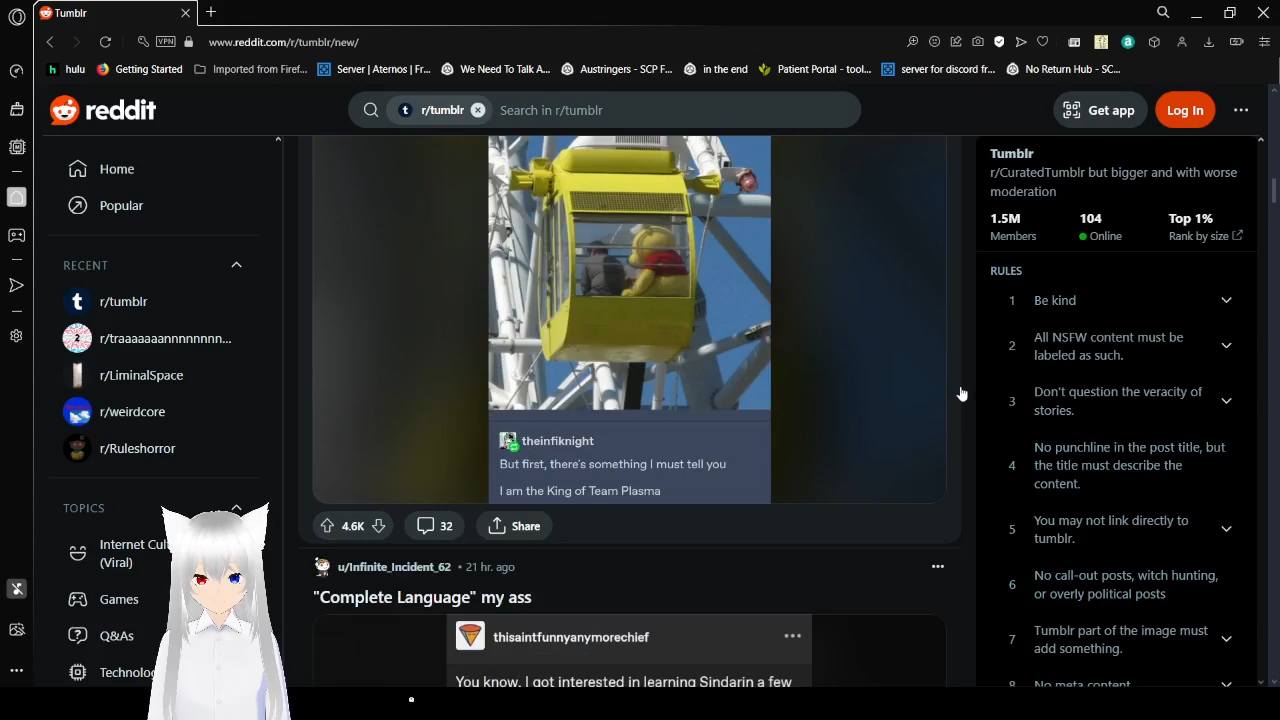 Tumblr
VPN
www.reddit.com/r/tumblr/new/
hulu
Getting Started
Imported from Firef...
Server | Aternos | Fr...
We Need To Talk A...
Austringers - SCP F...
in the end
Patient Portal - tool...
server for discord fr...
No Return Hub - SC...
reddit
r/tumblr
Search in r/tumblr
Get app
Log In
Home
Popular
RECENT
r/tumblr
r/traaaaaaannnnnnnn...
r/LiminalSpace
r/weirdcore
r/Ruleshorror
TOPICS
Internet Cul
(Viral)
Games
Q&As
Technolog
theinfiknight
But first, there's something I must tell you
I am the King of Team Plasma
4.6K
32
Share
u/Infinite_Incident_62 • 21 hr. ago
"Complete Language" my ass
thisaintfunnyanymorechief
You know, I got interested in learning Sindarin a few
Tumblr
r/CuratedTumblr but bigger and with worse
moderation
1.5M
104
Top 1%
Members
Online
Rank by size
RULES
1 Be kind
2 All NSFW content must be
labeled as such.
3 Don't question the veracity of
stories.
4 No punchline in the post title, but
the title must describe the
content.
5 You may not link directly to
tumblr.
6 No call-out posts, witch hunting,
or overly political posts
7 Tumblr part of the image must
add something.
8 No meta content